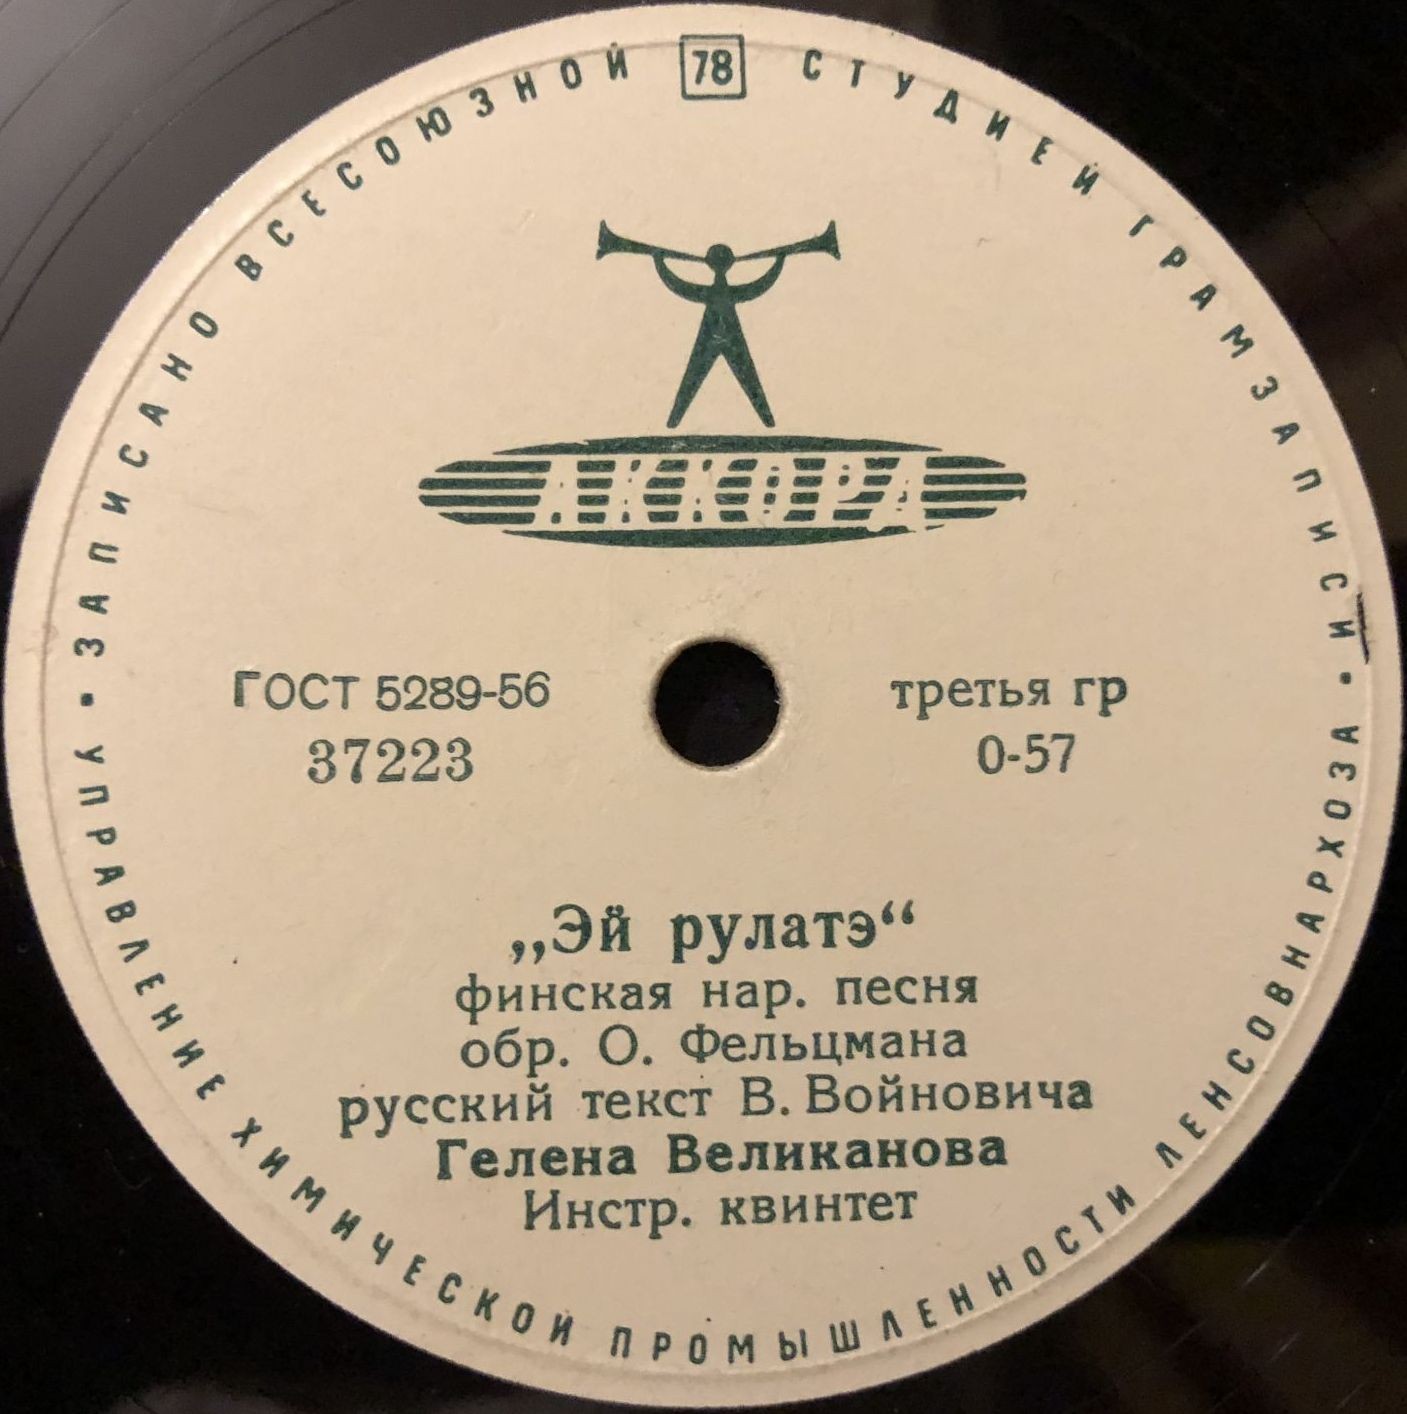 ЗАПИСАНО ВСЕСОЮЗНОЙ 78 СТУДИЕЙ ГРАМЗАПИСИ
АККОРД
ГОСТ 5289-56
37223
третья гр
0-57
„Эй рулатэ“
финская нар. песня
обр. О. Фельцмана
русский текст В. Войновича
Гелена Великанова
Инстр. квинтет
• УПРАВЛЕНИЕ ХИМИЧЕСКОЙ ПРОМЫШЛЕННОСТИ ЛЕНСОВНАРХОЗА •